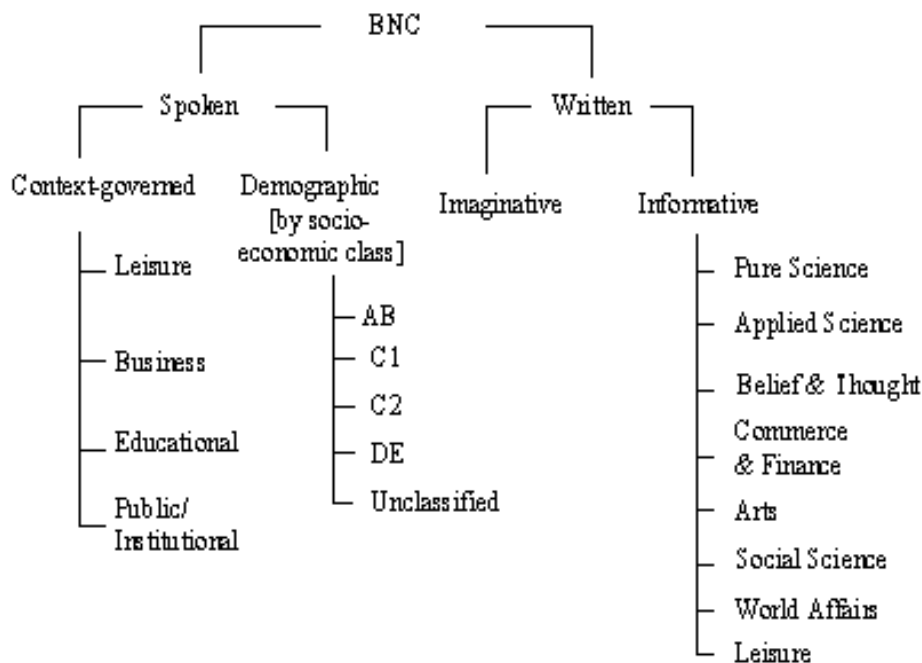 BNC
Spoken
Written
Context-governed
Demographic
[by socio-
economic class]
Imaginative
Informative
Leisure
Business
Educational
Public/
Institutional
AB
C1
C2
DE
Unclassified
Pure Science
Applied Science
Belief & Thought
Commerce
& Finance
Arts
Social Science
World Affairs
Leisure